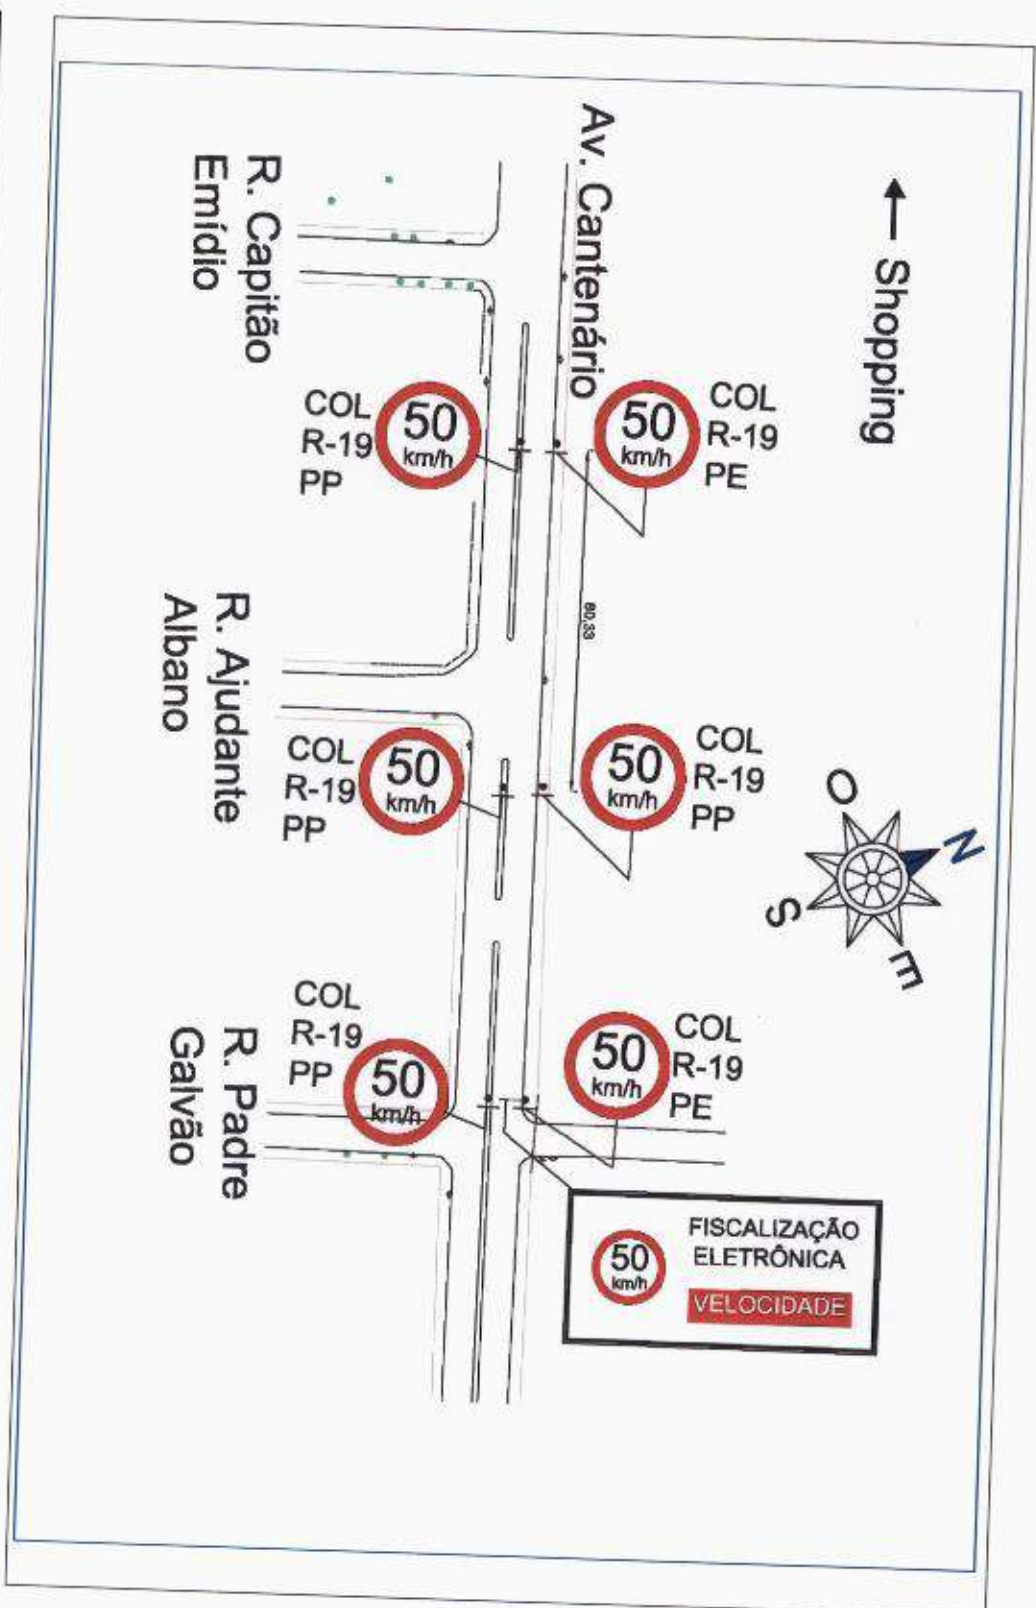 ← Shopping
Av. Cantenário
R. Capitão
Emídio
COL
R-19
PE
50
km/h
COL
R-19
PP
50
km/h
80,33
R. Ajudante
Albano
COL
R-19
PP
50
km/h
COL
R-19
PP
50
km/h
N
O
S
E
R. Padre
Galvão
COL
R-19
PE
50
km/h
COL
R-19
PP
50
km/h
FISCALIZAÇÃO
ELETRÔNICA
50
km/h
VELOCIDADE